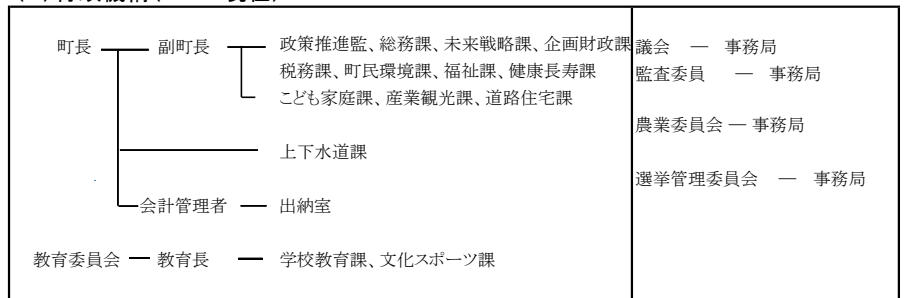 町長 副町長 政策推進監、総務課、未来戦略課、企画財政課
税務課、町民環境課、福祉課、健康長寿課
こども家庭課、産業観光課、道路住宅課
上下水道課
会計管理者 出納室
教育委員会 教育長 学校教育課、文化スポーツ課
議会 ― 事務局
監査委員 ― 事務局
農業委員会 ― 事務局
選挙管理委員会 ― 事務局